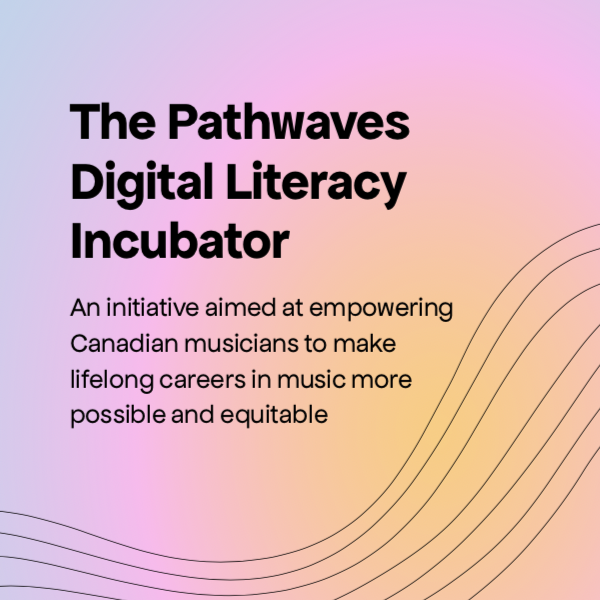 The Pathwaves
Digital Literacy
Incubator
An initiative aimed at empowering
Canadian musicians to make
lifelong careers in music more
possible and equitable